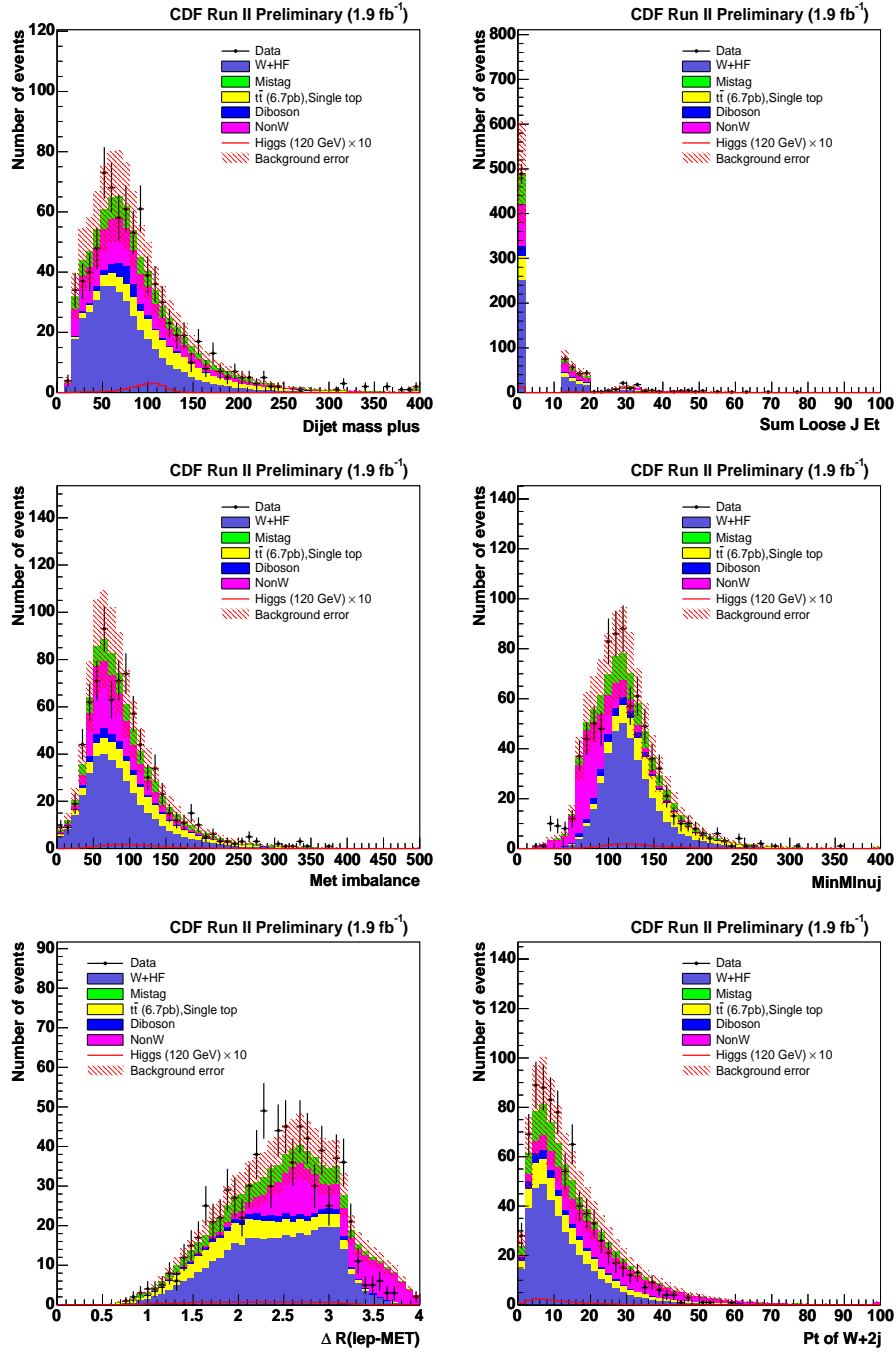 CDF Run II Preliminary (1.9 fb⁻¹)
Number of events
120
100
80
60
40
20
0
Data
W+HF
Mistag
tt̄ (6.7pb),Single top
Diboson
NonW
Higgs (120 GeV) × 10
Background error
0 50 100 150 200 250 300 350 400
Dijet mass plus
CDF Run II Preliminary (1.9 fb⁻¹)
Number of events
800
700
600
500
400
300
200
100
0
Data
W+HF
Mistag
tt̄ (6.7pb),Single top
Diboson
NonW
Higgs (120 GeV) × 10
Background error
0 10 20 30 40 50 60 70 80 90 100
Sum Loose J Et
CDF Run II Preliminary (1.9 fb⁻¹)
Number of events
140
120
100
80
60
40
20
0
Data
W+HF
Mistag
tt̄ (6.7pb),Single top
Diboson
NonW
Higgs (120 GeV) × 10
Background error
0 50 100 150 200 250 300 350 400 450 500
Met imbalance
CDF Run II Preliminary (1.9 fb⁻¹)
Number of events
140
120
100
80
60
40
20
0
Data
W+HF
Mistag
tt̄ (6.7pb),Single top
Diboson
NonW
Higgs (120 GeV) × 10
Background error
0 50 100 150 200 250 300 350 400
MinMlnuj
CDF Run II Preliminary (1.9 fb⁻¹)
Number of events
90
80
70
60
50
40
30
20
10
0
Data
W+HF
Mistag
tt̄ (6.7pb),Single top
Diboson
NonW
Higgs (120 GeV) × 10
Background error
0 0.5 1 1.5 2 2.5 3 3.5 4
Δ R(lep-MET)
CDF Run II Preliminary (1.9 fb⁻¹)
Number of events
140
120
100
80
60
40
20
0
Data
W+HF
Mistag
tt̄ (6.7pb),Single top
Diboson
NonW
Higgs (120 GeV) × 10
Background error
0 10 20 30 40 50 60 70 80 90 100
Pt of W+2j